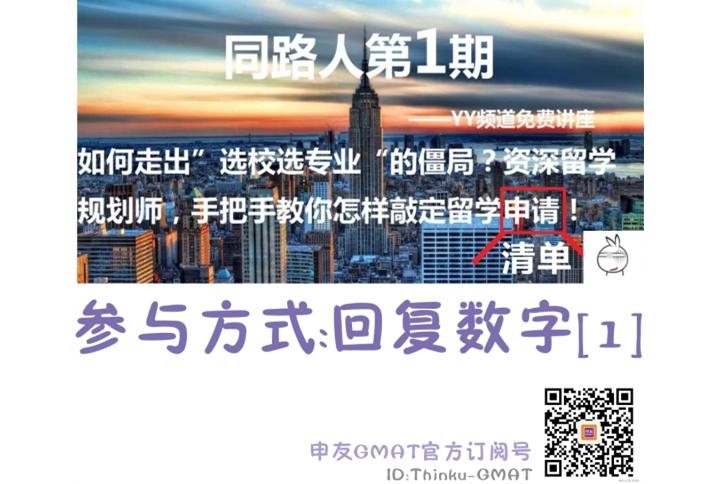 同路人第1期
——YY频道免费讲座
如何走出”选校选专业“的僵局？资深留学
规划师，手把手教你怎样敲定留学申请！
清单
参与方式:回复数字[1]
申友GMAT官方订阅号
ID:Thinku-GMAT